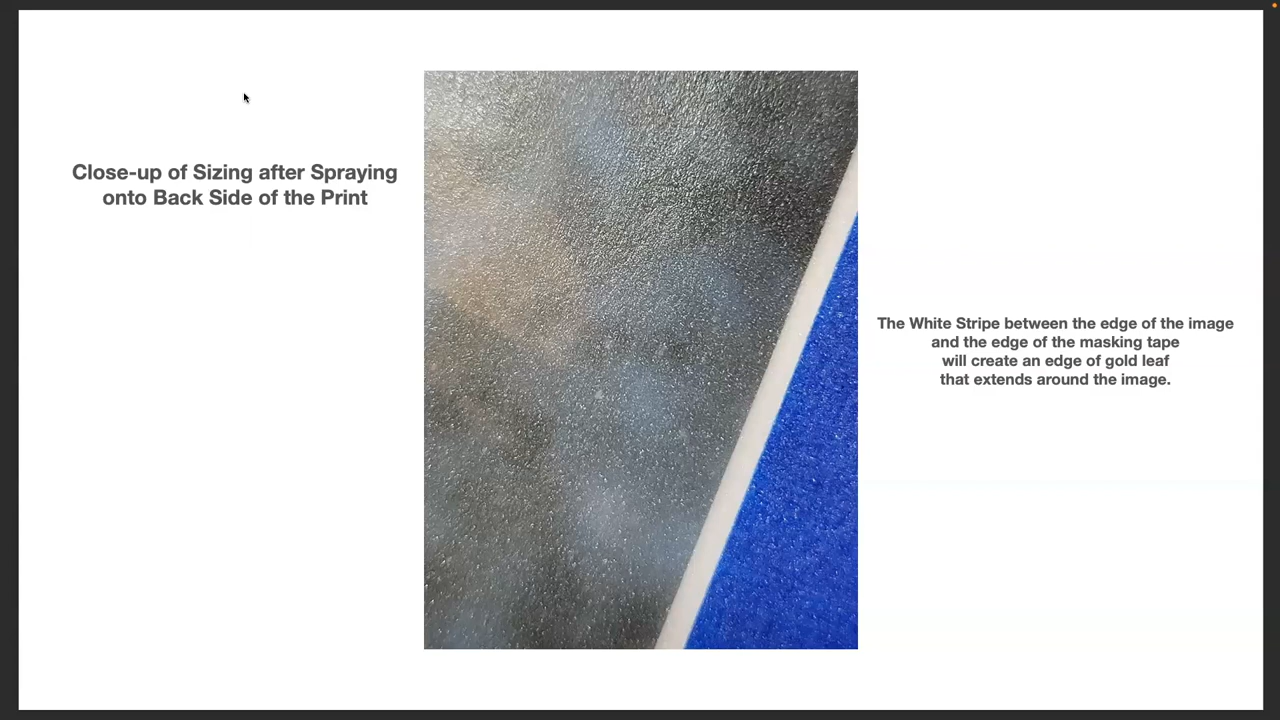 Close-up of Sizing after Spraying
onto Back Side of the Print
The White Stripe between the edge of the image
and the edge of the masking tape
will create an edge of gold leaf
that extends around the image.